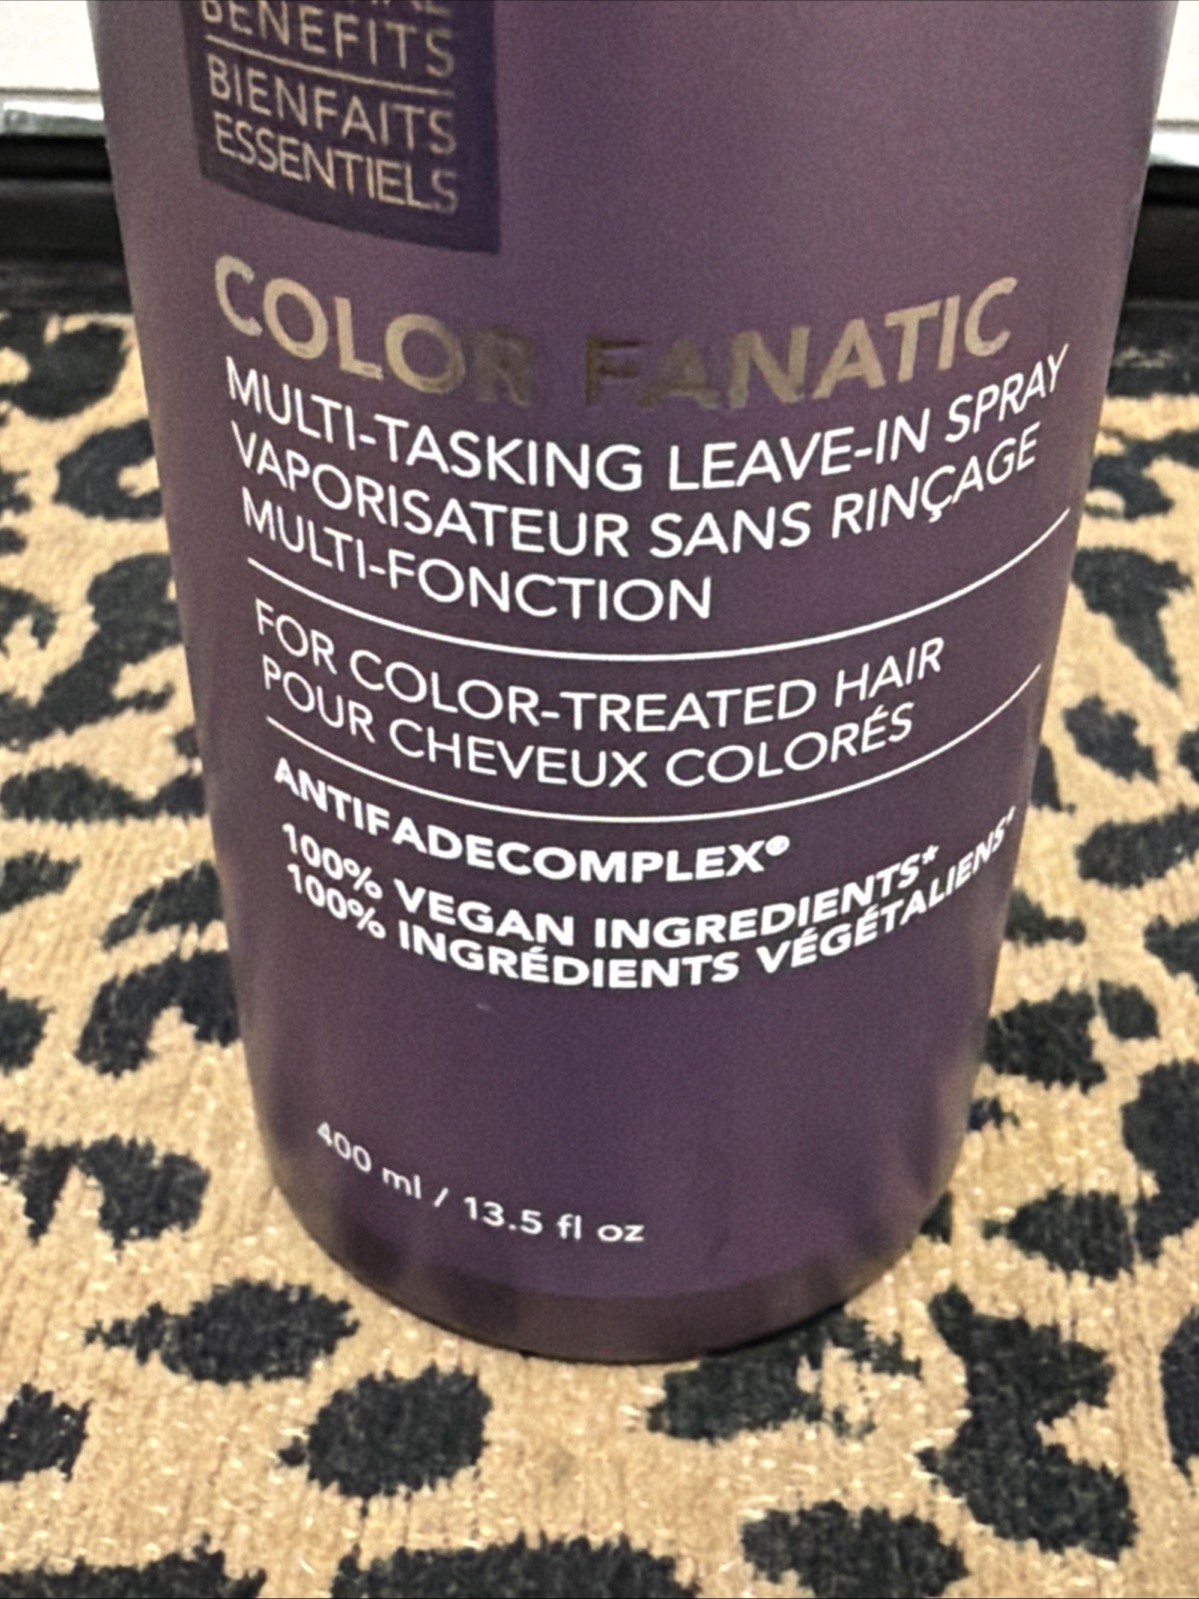 BENEFITS
BIENFAITS
ESSENTIELS
COLOR FANATIC
MULTI-TASKING LEAVE-IN SPRAY
VAPORISATEUR SANS RINÇAGE
MULTI-FONCTION
FOR COLOR-TREATED HAIR
POUR CHEVEUX COLORÉS
ANTIFADECOMPLEX®
100% VEGAN INGREDIENTS*
100% INGRÉDIENTS VÉGÉTALIENS*
400 ml / 13.5 fl oz